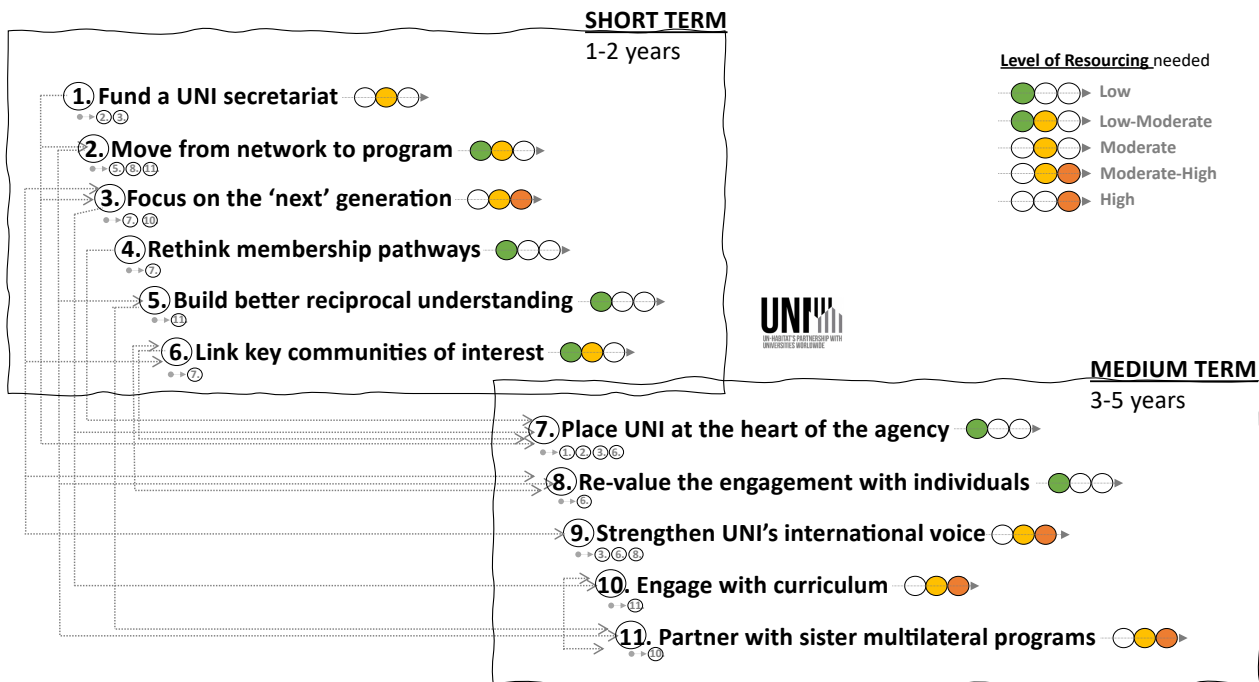 SHORT TERM
1-2 years
Level of Resourcing needed
Low
Low-Moderate
Moderate
Moderate-High
High
1. Fund a UNI secretariat
2. 3.
2. Move from network to program
5. 8. 11.
3. Focus on the ‘next’ generation
7. 10.
4. Rethink membership pathways
7.
5. Build better reciprocal understanding
11.
6. Link key communities of interest
7.
UNI
UN-HABITAT'S PARTNERSHIP WITH
UNIVERSITIES WORLDWIDE
MEDIUM TERM
3-5 years
7. Place UNI at the heart of the agency
1. 2. 3. 6.
8. Re-value the engagement with individuals
6.
9. Strengthen UNI’s international voice
3. 6. 8.
10. Engage with curriculum
11.
11. Partner with sister multilateral programs
10.